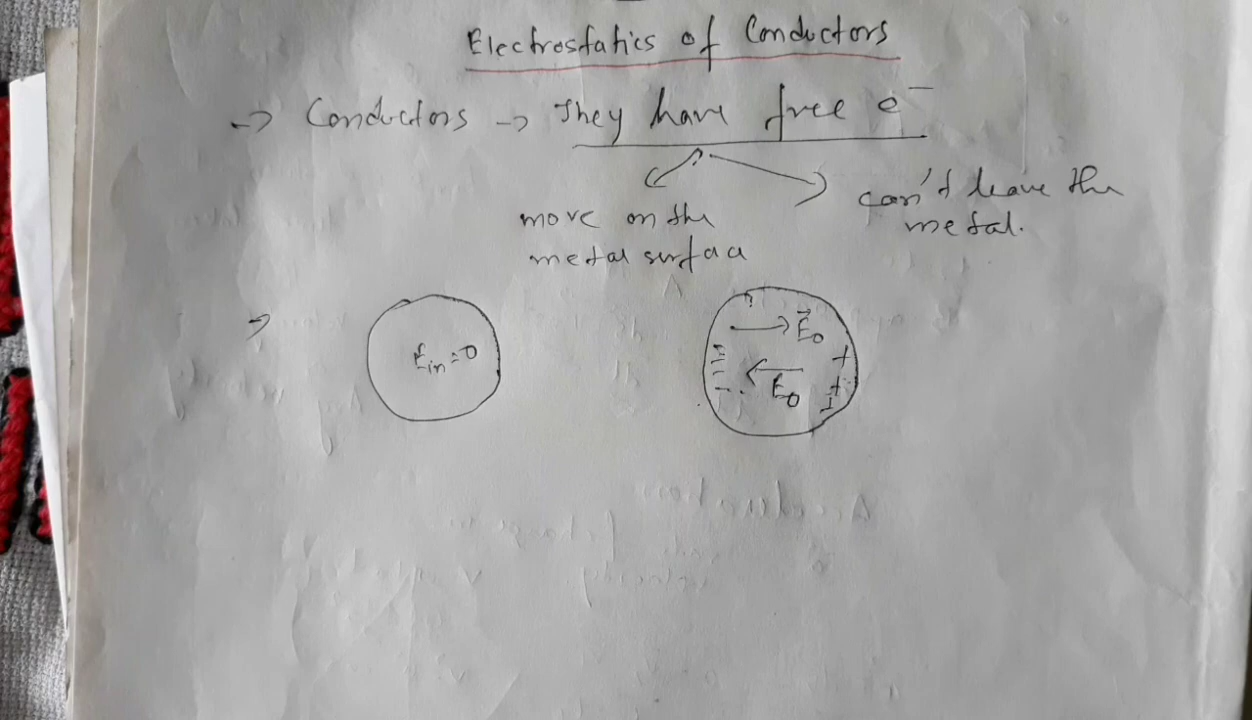 Electrostatics of Conductors
-> Conductors -> They have free e⁻
can't leave the
metal.
move on the
metal surface
->
E_in = 0
E⃗₀
E₀